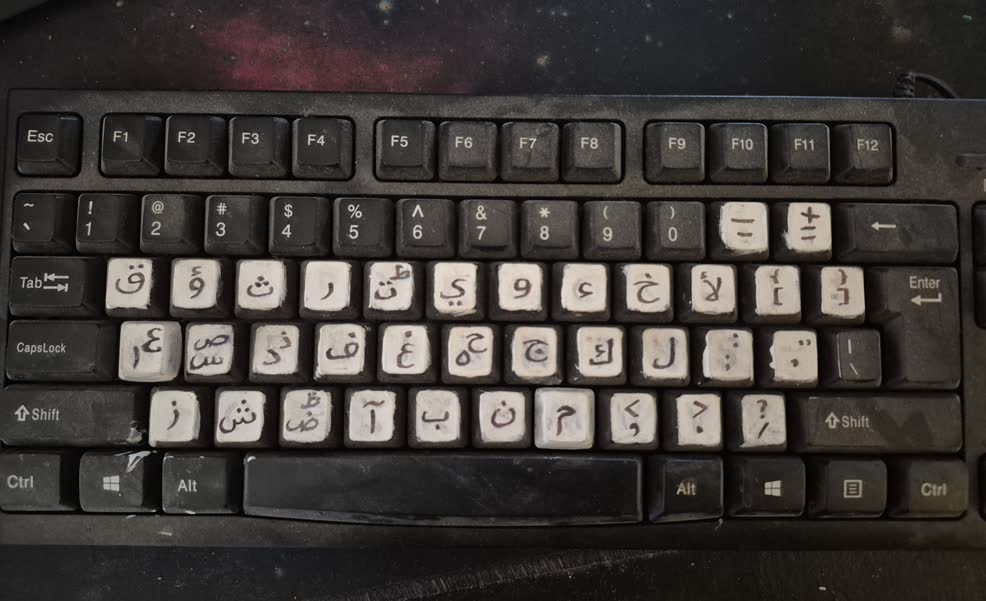 Esc F1 F2 F3 F4 F5 F6 F7 F8 F9 F10 F11 F12
~ ! @ # $ % ^ & * ( )
` 1 2 3 4 5 6 7 8 9 0 — = + = ←
Tab ق ؤ ث ر ت ط ي و ء خ لا } ] { [ Enter
CapsLock ا ع س ص د ذ ف غ ه ح ج ك ل : ; " ' | \
Shift ز ش ض ظ آ ب ن م < , > . ? / Shift
Ctrl Alt Alt Ctrl